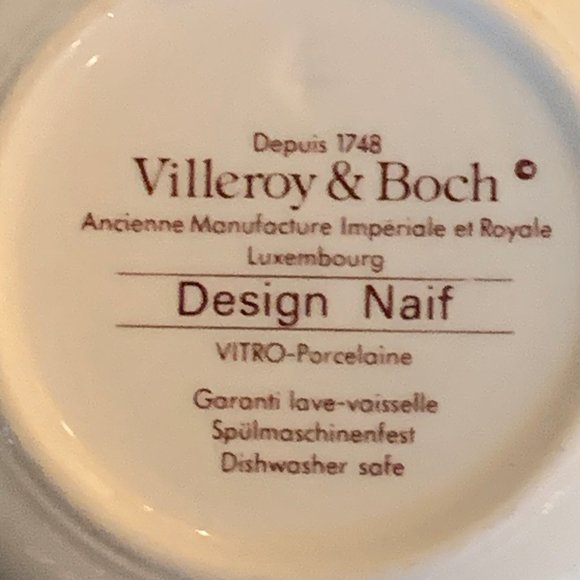 Depuis 1748
Villeroy & Boch ©
Ancienne Manufacture Impériale et Royale
Luxembourg
Design Naif
VITRO-Porcelaine
Garanti lave-vaisselle
Spülmaschinenfest
Dishwasher safe